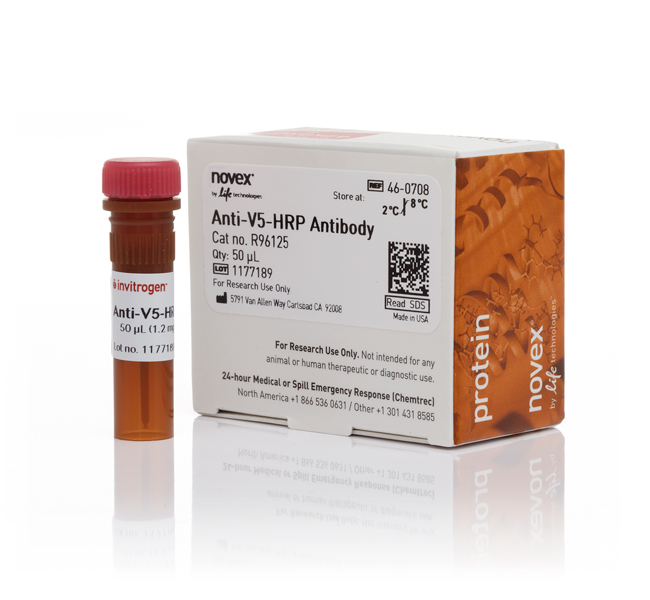 invitrogen
Anti-V5-HR
50 µL (1.2 mg
Lot no. 1177189
novex®
by life technologies
Store at:
REF 46-0708
2°C 8°C
Anti-V5-HRP Antibody
Cat no. R96125
Qty: 50 µL
LOT 1177189
For Research Use Only
5791 Van Allen Way Carlsbad CA 92008
Read SDS
Made in USA
For Research Use Only. Not intended for any
animal or human therapeutic or diagnostic use.
24-hour Medical or Spill Emergency Response (Chemtrec)
North America +1 866 536 0631 / Other +1 301 431 8585
protein
novex®
by life technologies